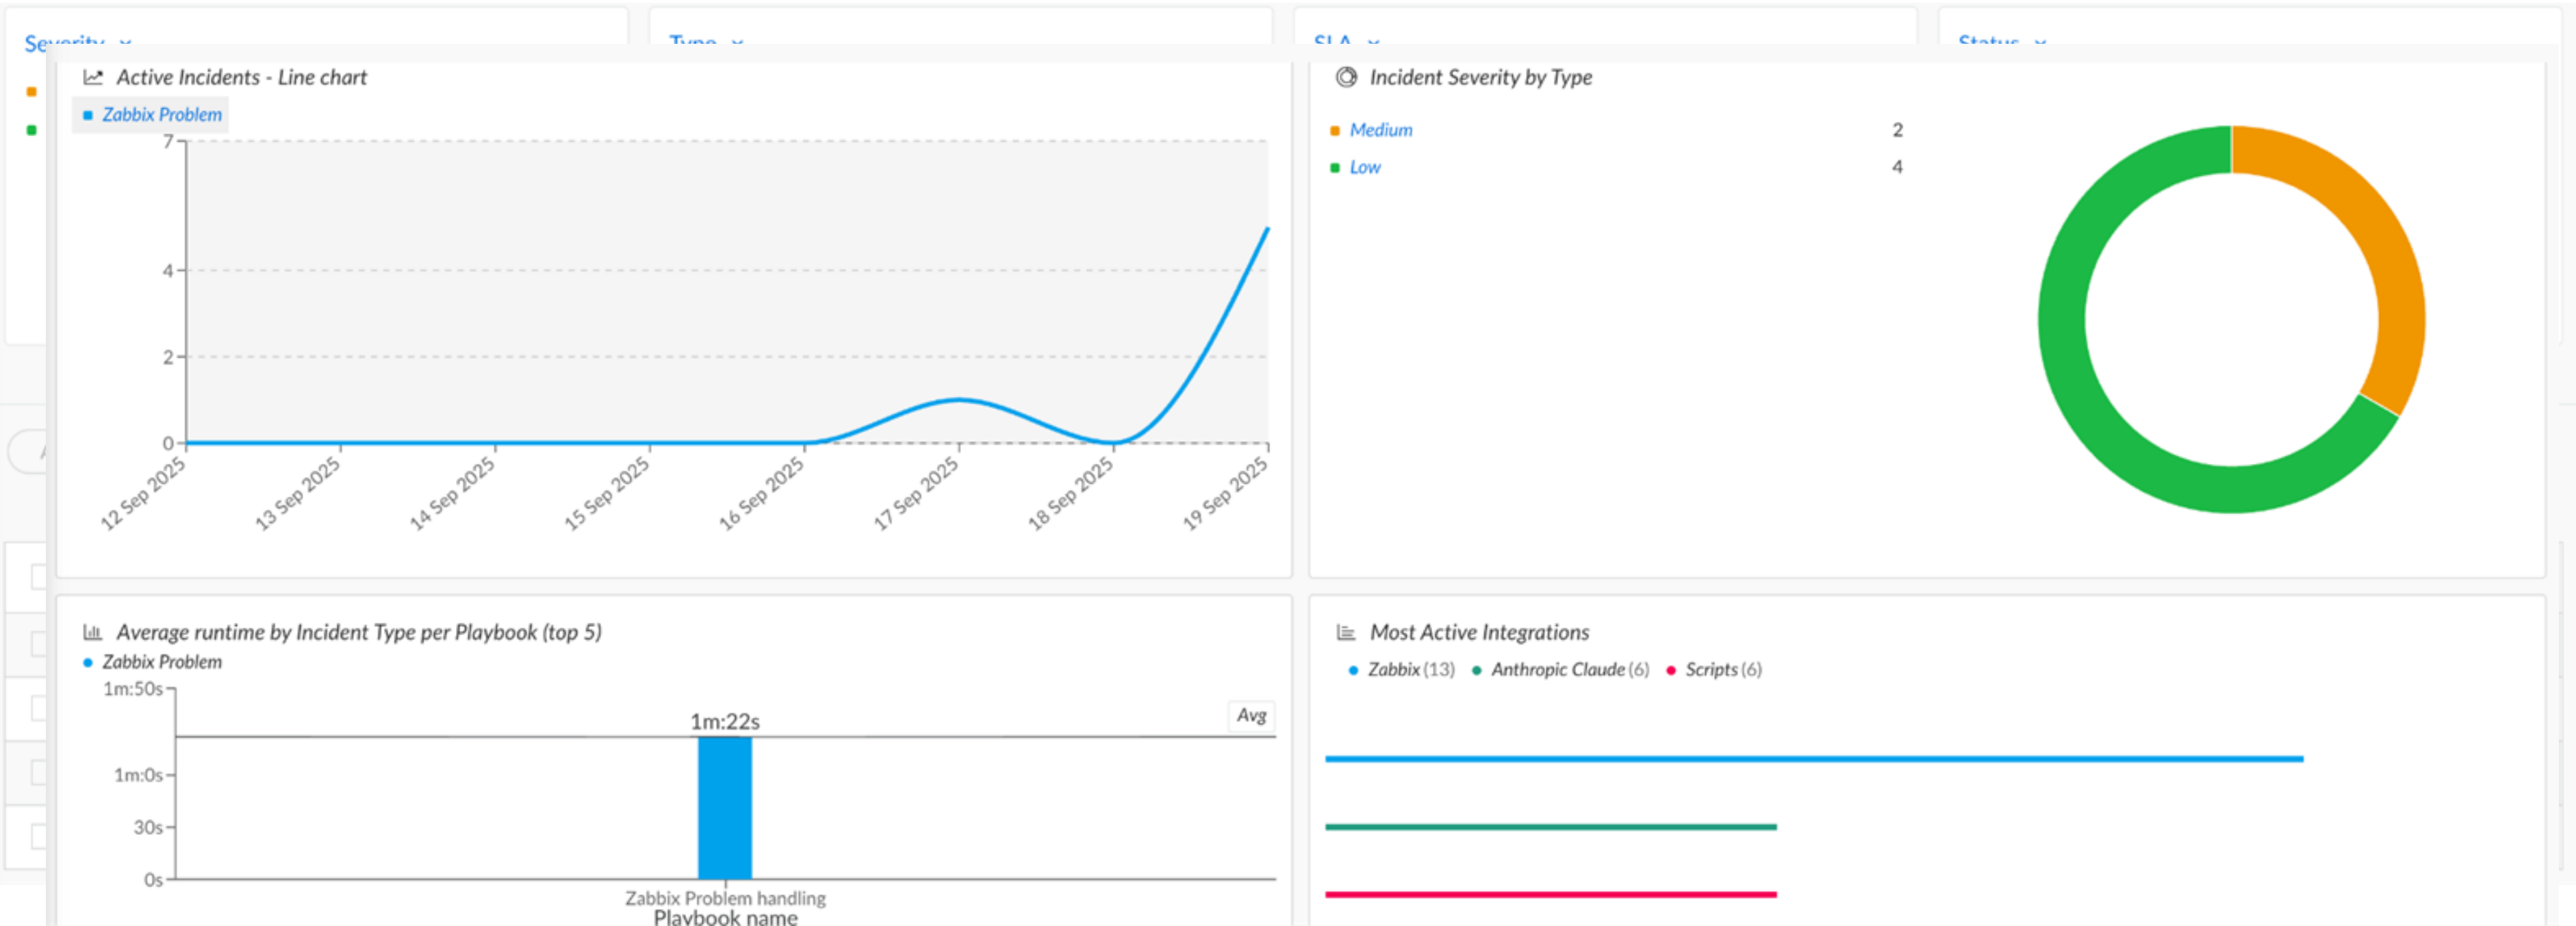 Severity
Type
SLA
Status
Active Incidents - Line chart
Zabbix Problem
7
4
2
0
12 Sep 2025
13 Sep 2025
14 Sep 2025
15 Sep 2025
16 Sep 2025
17 Sep 2025
18 Sep 2025
19 Sep 2025
Incident Severity by Type
Medium 2
Low 4
Average runtime by Incident Type per Playbook (top 5)
Zabbix Problem
1m:50s
1m:22s
Avg
1m:0s
30s
0s
Zabbix Problem handling
Playbook name
Most Active Integrations
Zabbix (13) Anthropic Claude (6) Scripts (6)